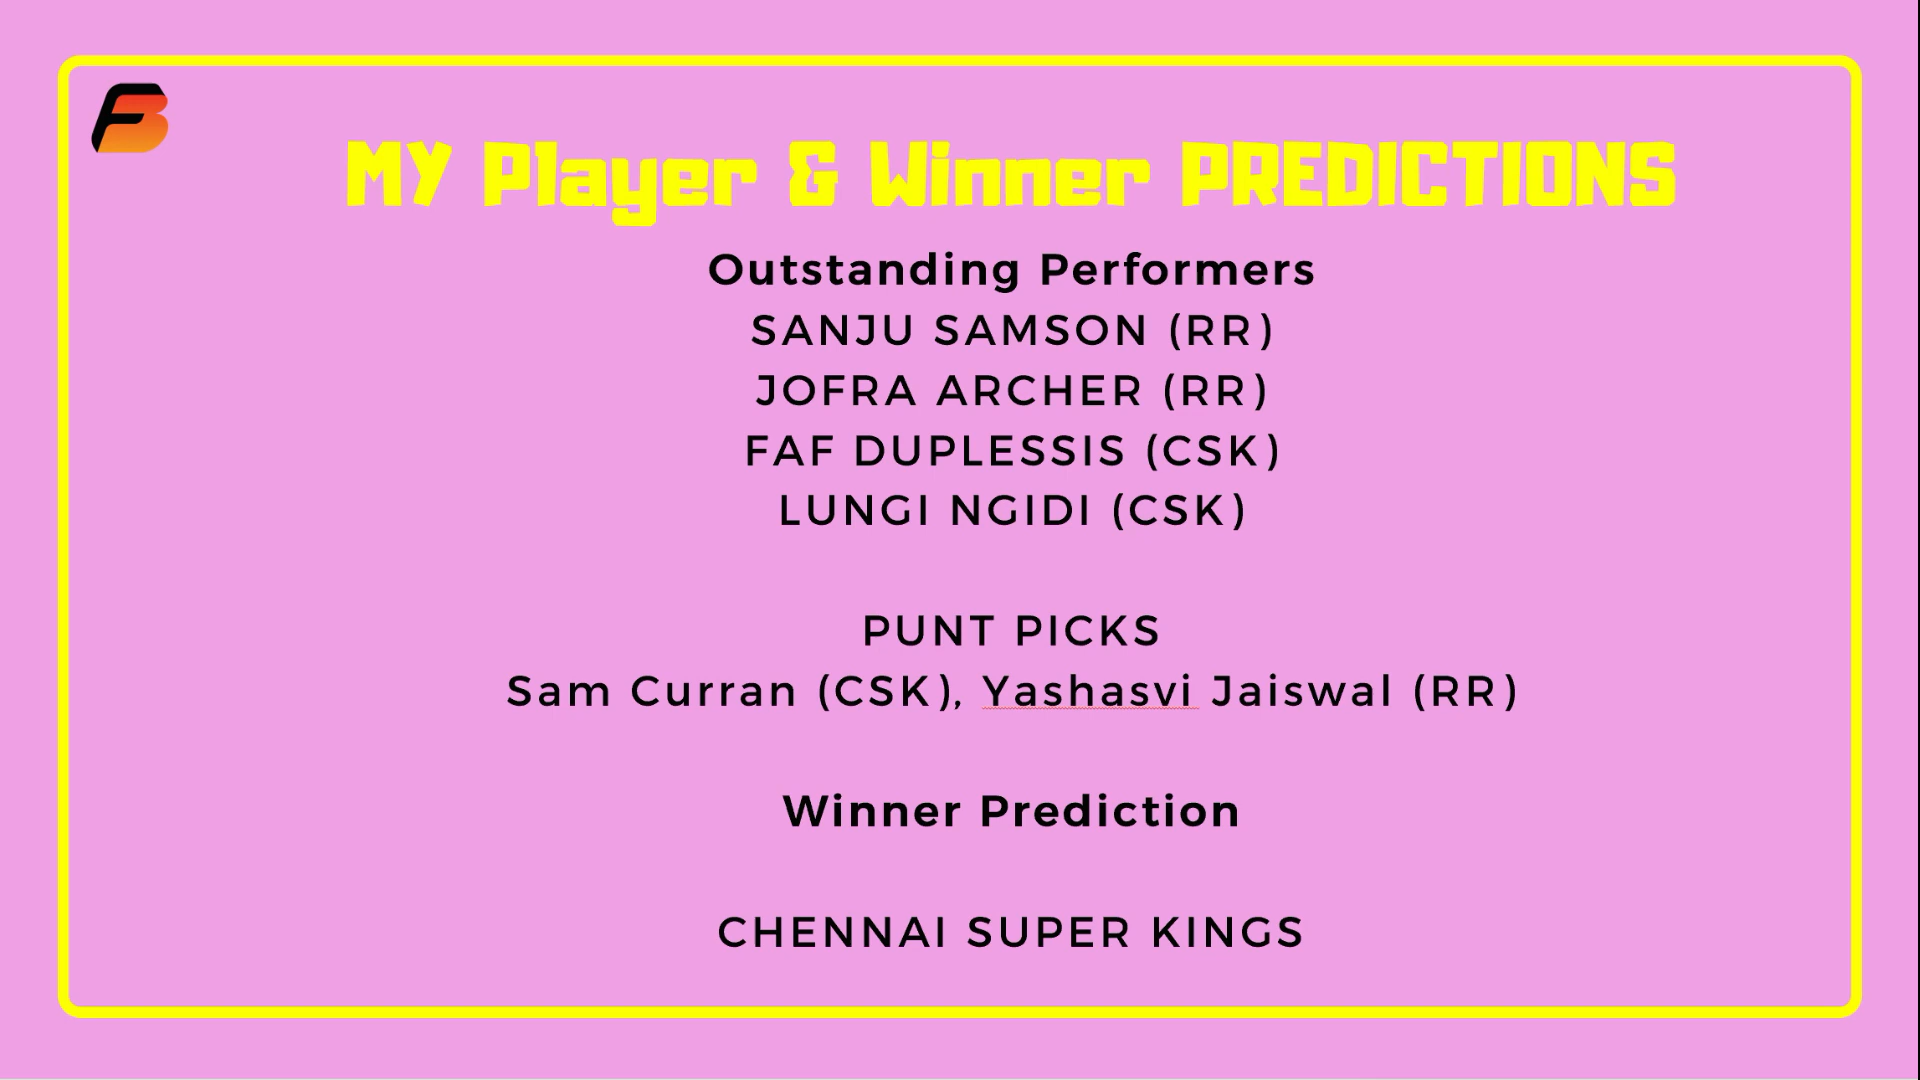 FB
MY Player & Winner PREDICTIONS
Outstanding Performers
SANJU SAMSON (RR)
JOFRA ARCHER (RR)
FAF DUPLESSIS (CSK)
LUNGI NGIDI (CSK)
PUNT PICKS
Sam Curran (CSK), Yashasvi Jaiswal (RR)
Winner Prediction
CHENNAI SUPER KINGS